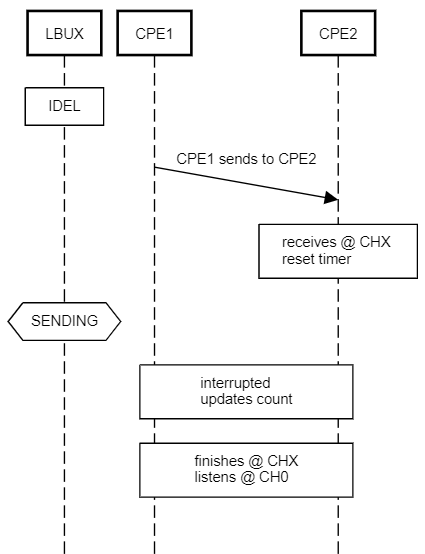 LBUX
CPE1
CPE2
IDEL
CPE1 sends to CPE2
receives @ CHX
reset timer
SENDING
interrupted
updates count
finishes @ CHX
listens @ CH0